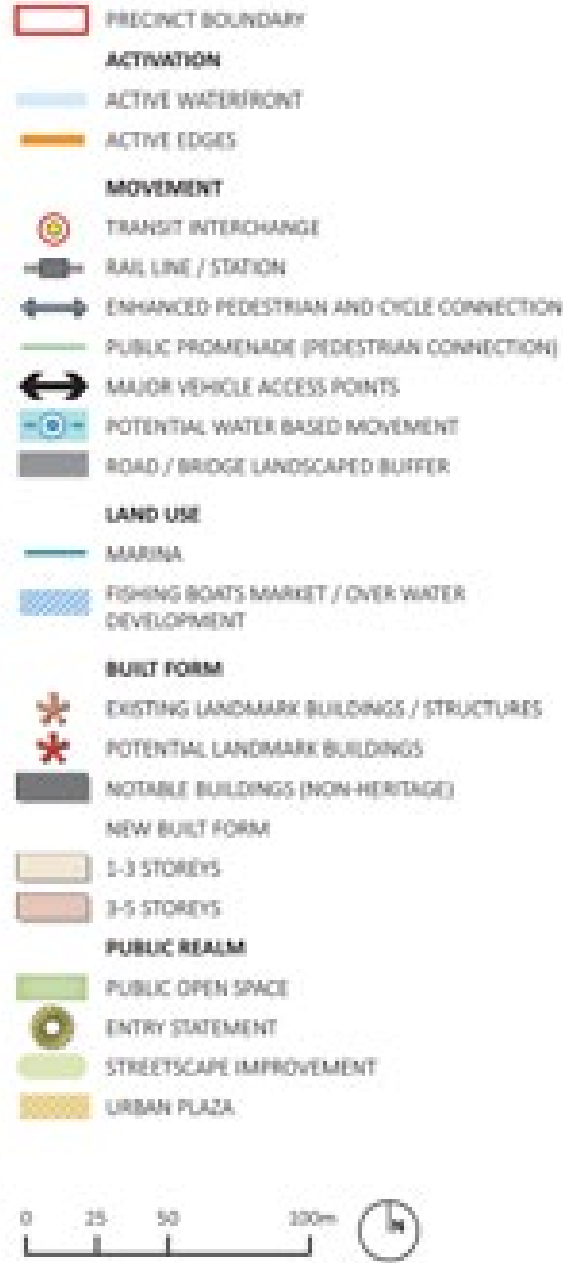 PRECINCT BOUNDARY
ACTIVATION
ACTIVE WATERFRONT
ACTIVE EDGES
MOVEMENT
TRANSIT INTERCHANGE
RAIL LINE / STATION
ENHANCED PEDESTRIAN AND CYCLE CONNECTION
PUBLIC PROMENADE (PEDESTRIAN CONNECTION)
MAJOR VEHICLE ACCESS POINTS
POTENTIAL WATER BASED MOVEMENT
ROAD / BRIDGE LANDSCAPED BUFFER
LAND USE
MARINA
FISHING BOATS MARKET / OVER WATER
DEVELOPMENT
BUILT FORM
EXISTING LANDMARK BUILDINGS / STRUCTURES
POTENTIAL LANDMARK BUILDINGS
NOTABLE BUILDINGS (NON-HERITAGE)
NEW BUILT FORM
1-3 STOREYS
3-5 STOREYS
PUBLIC REALM
PUBLIC OPEN SPACE
ENTRY STATEMENT
STREETSCAPE IMPROVEMENT
URBAN PLAZA
0 25 50 100m N